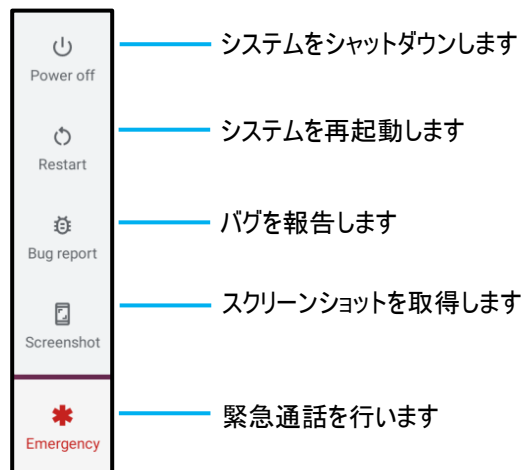 Power off
システムをシャットダウンします
Restart
システムを再起動します
Bug report
バグを報告します
Screenshot
スクリーンショットを取得します
Emergency
緊急通話を行います